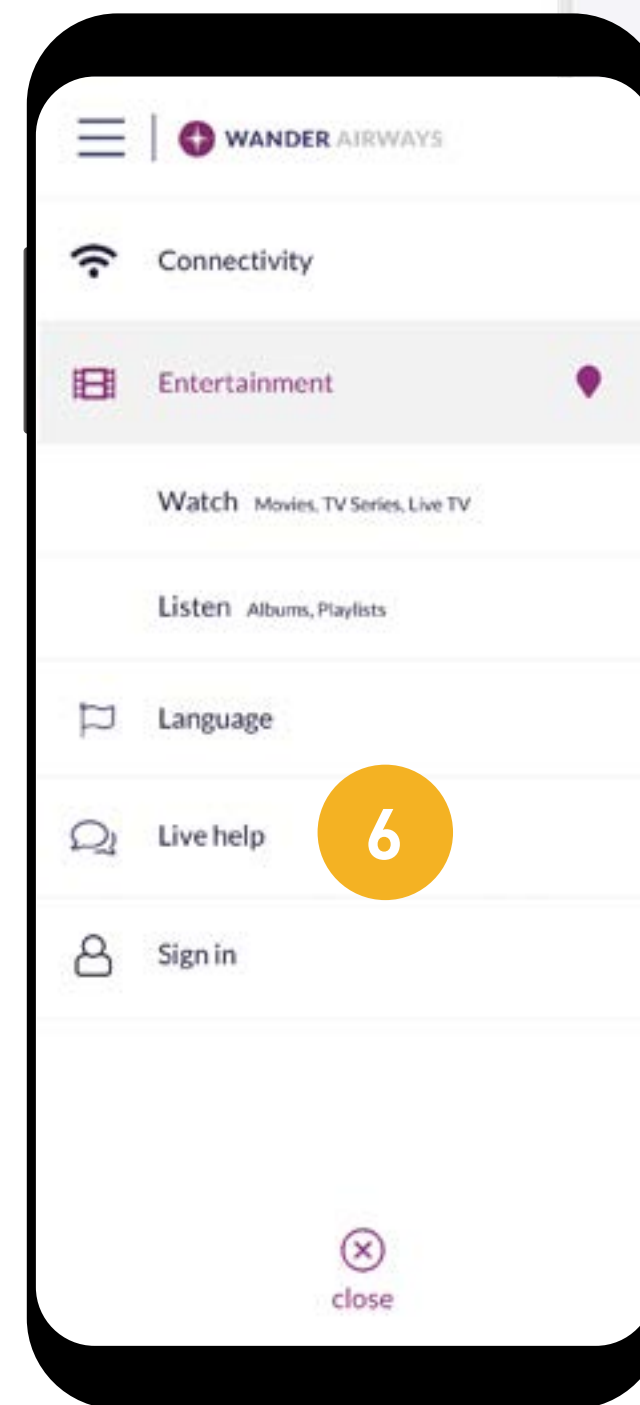 WANDER AIRWAYS
Connectivity
Entertainment
Watch Movies, TV Series, Live TV
Listen Albums, Playlists
Language
Live help 6
Sign in
close